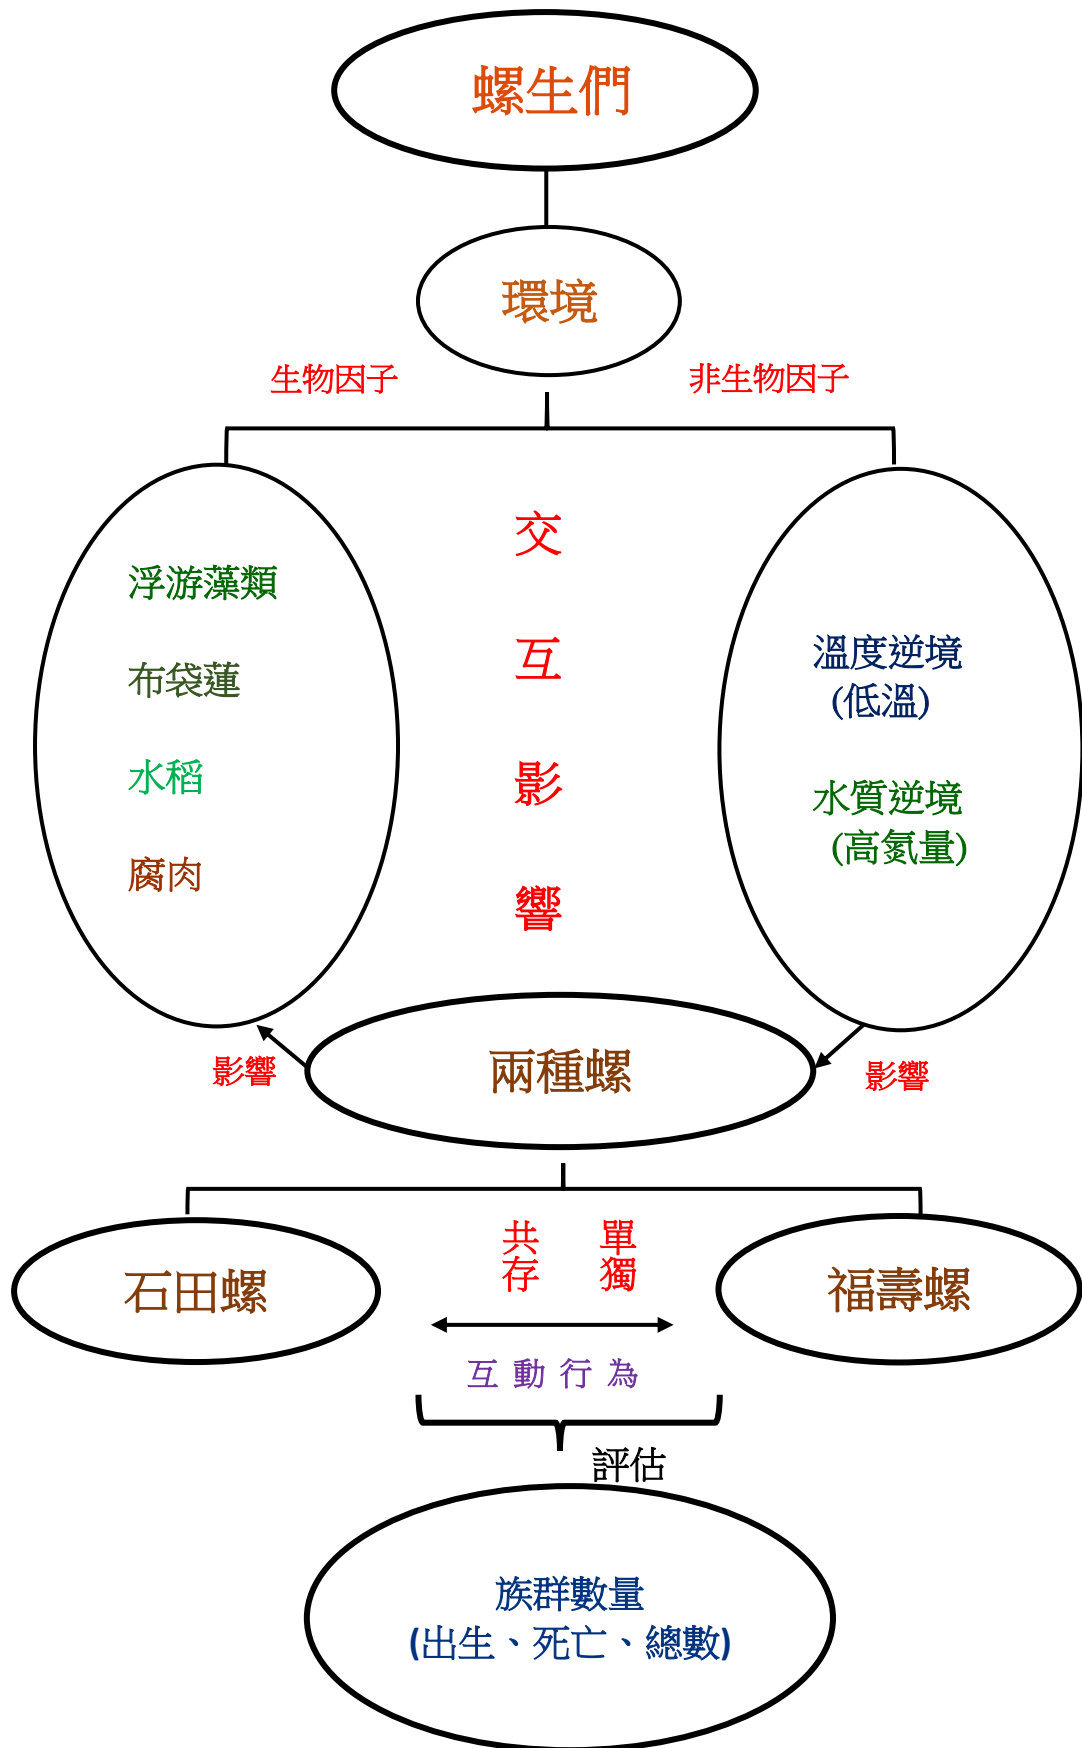 螺生們
環境
生物因子
非生物因子
交
互
影
響
浮游藻類
布袋蓮
水稻
腐肉
溫度逆境
(低溫)
水質逆境
(高氮量)
影響
兩種螺
影響
石田螺
共存
單獨
福壽螺
互動行為
評估
族群數量
(出生、死亡、總數)